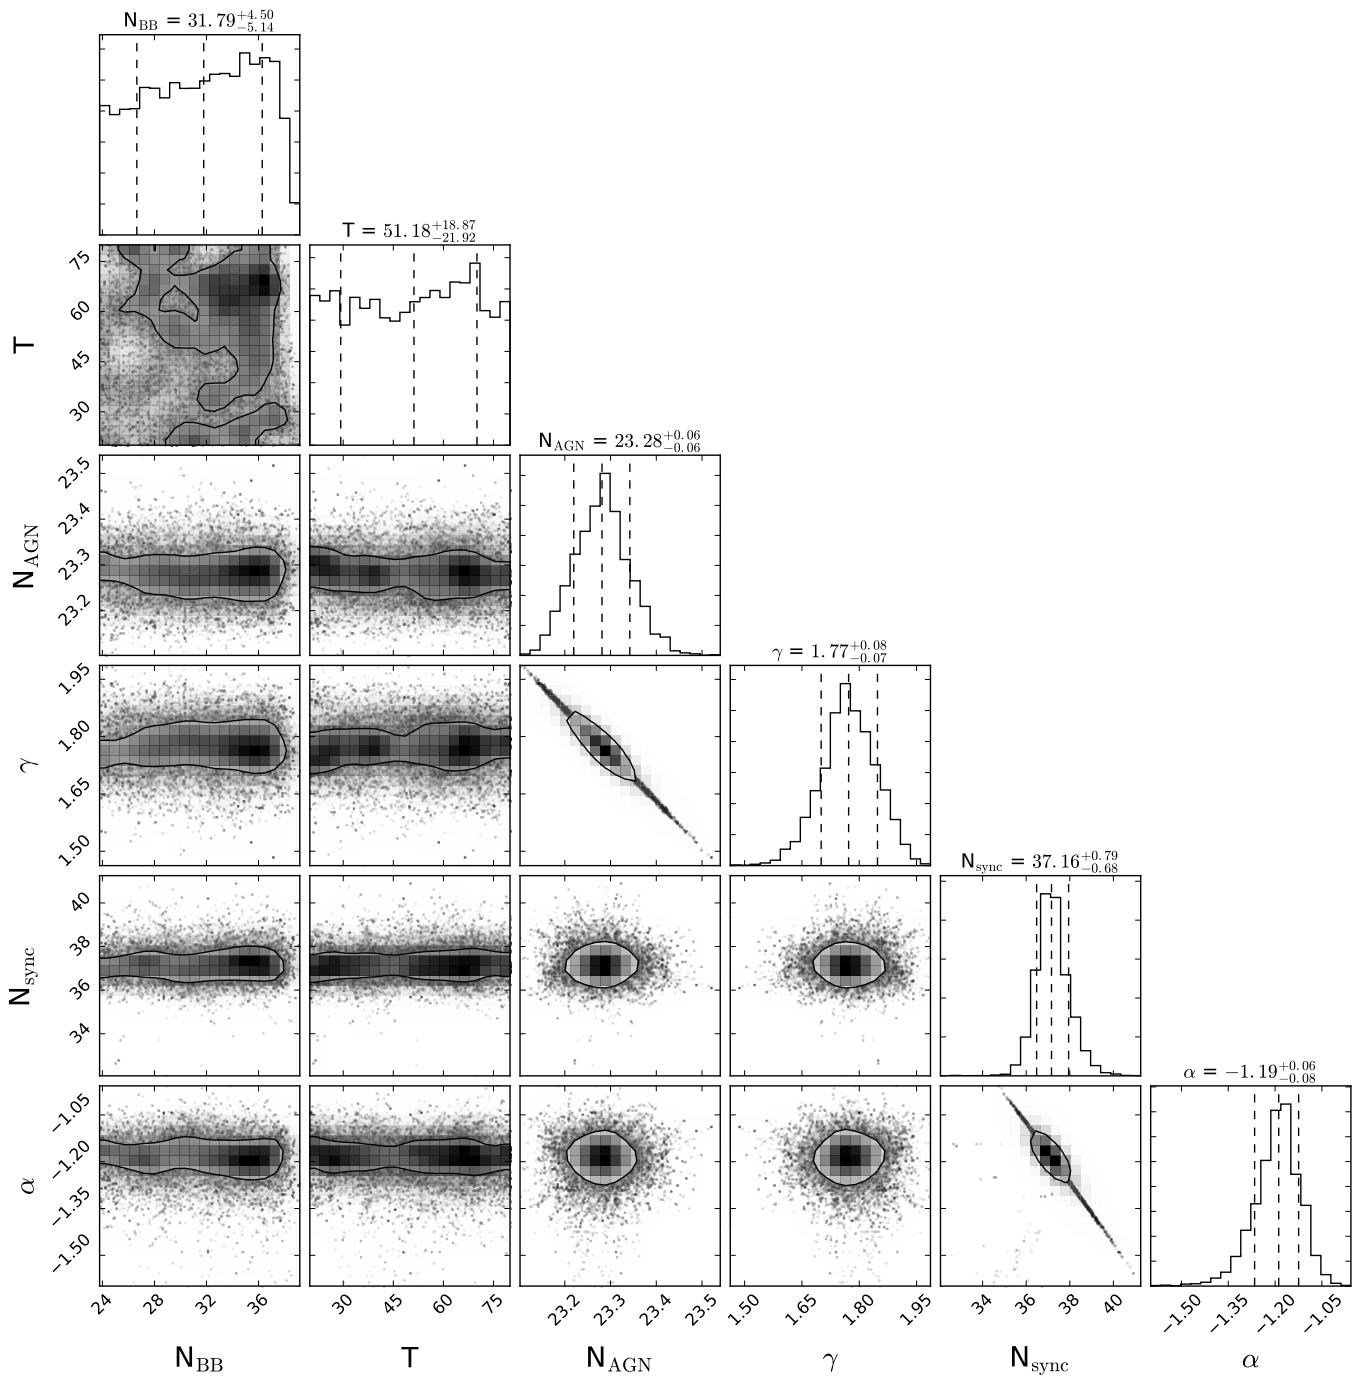 N_BB = 31.79^{+4.50}_{-5.14}
T = 51.18^{+18.87}_{-21.92}
75
60
45
30
T
N_AGN = 23.28^{+0.06}_{-0.06}
23.5
23.4
23.3
23.2
N_AGN
γ = 1.77^{+0.08}_{-0.07}
1.95
1.80
1.65
1.50
γ
N_sync = 37.16^{+0.79}_{-0.68}
40
38
36
34
N_sync
α = −1.19^{+0.06}_{-0.08}
−1.05
−1.20
−1.35
−1.50
α
24 28 32 36 30 45 60 75 23.2 23.3 23.4 23.5 1.50 1.65 1.80 1.95 34 36 38 40 −1.50 −1.35 −1.20 −1.05
N_BB T N_AGN γ N_sync α